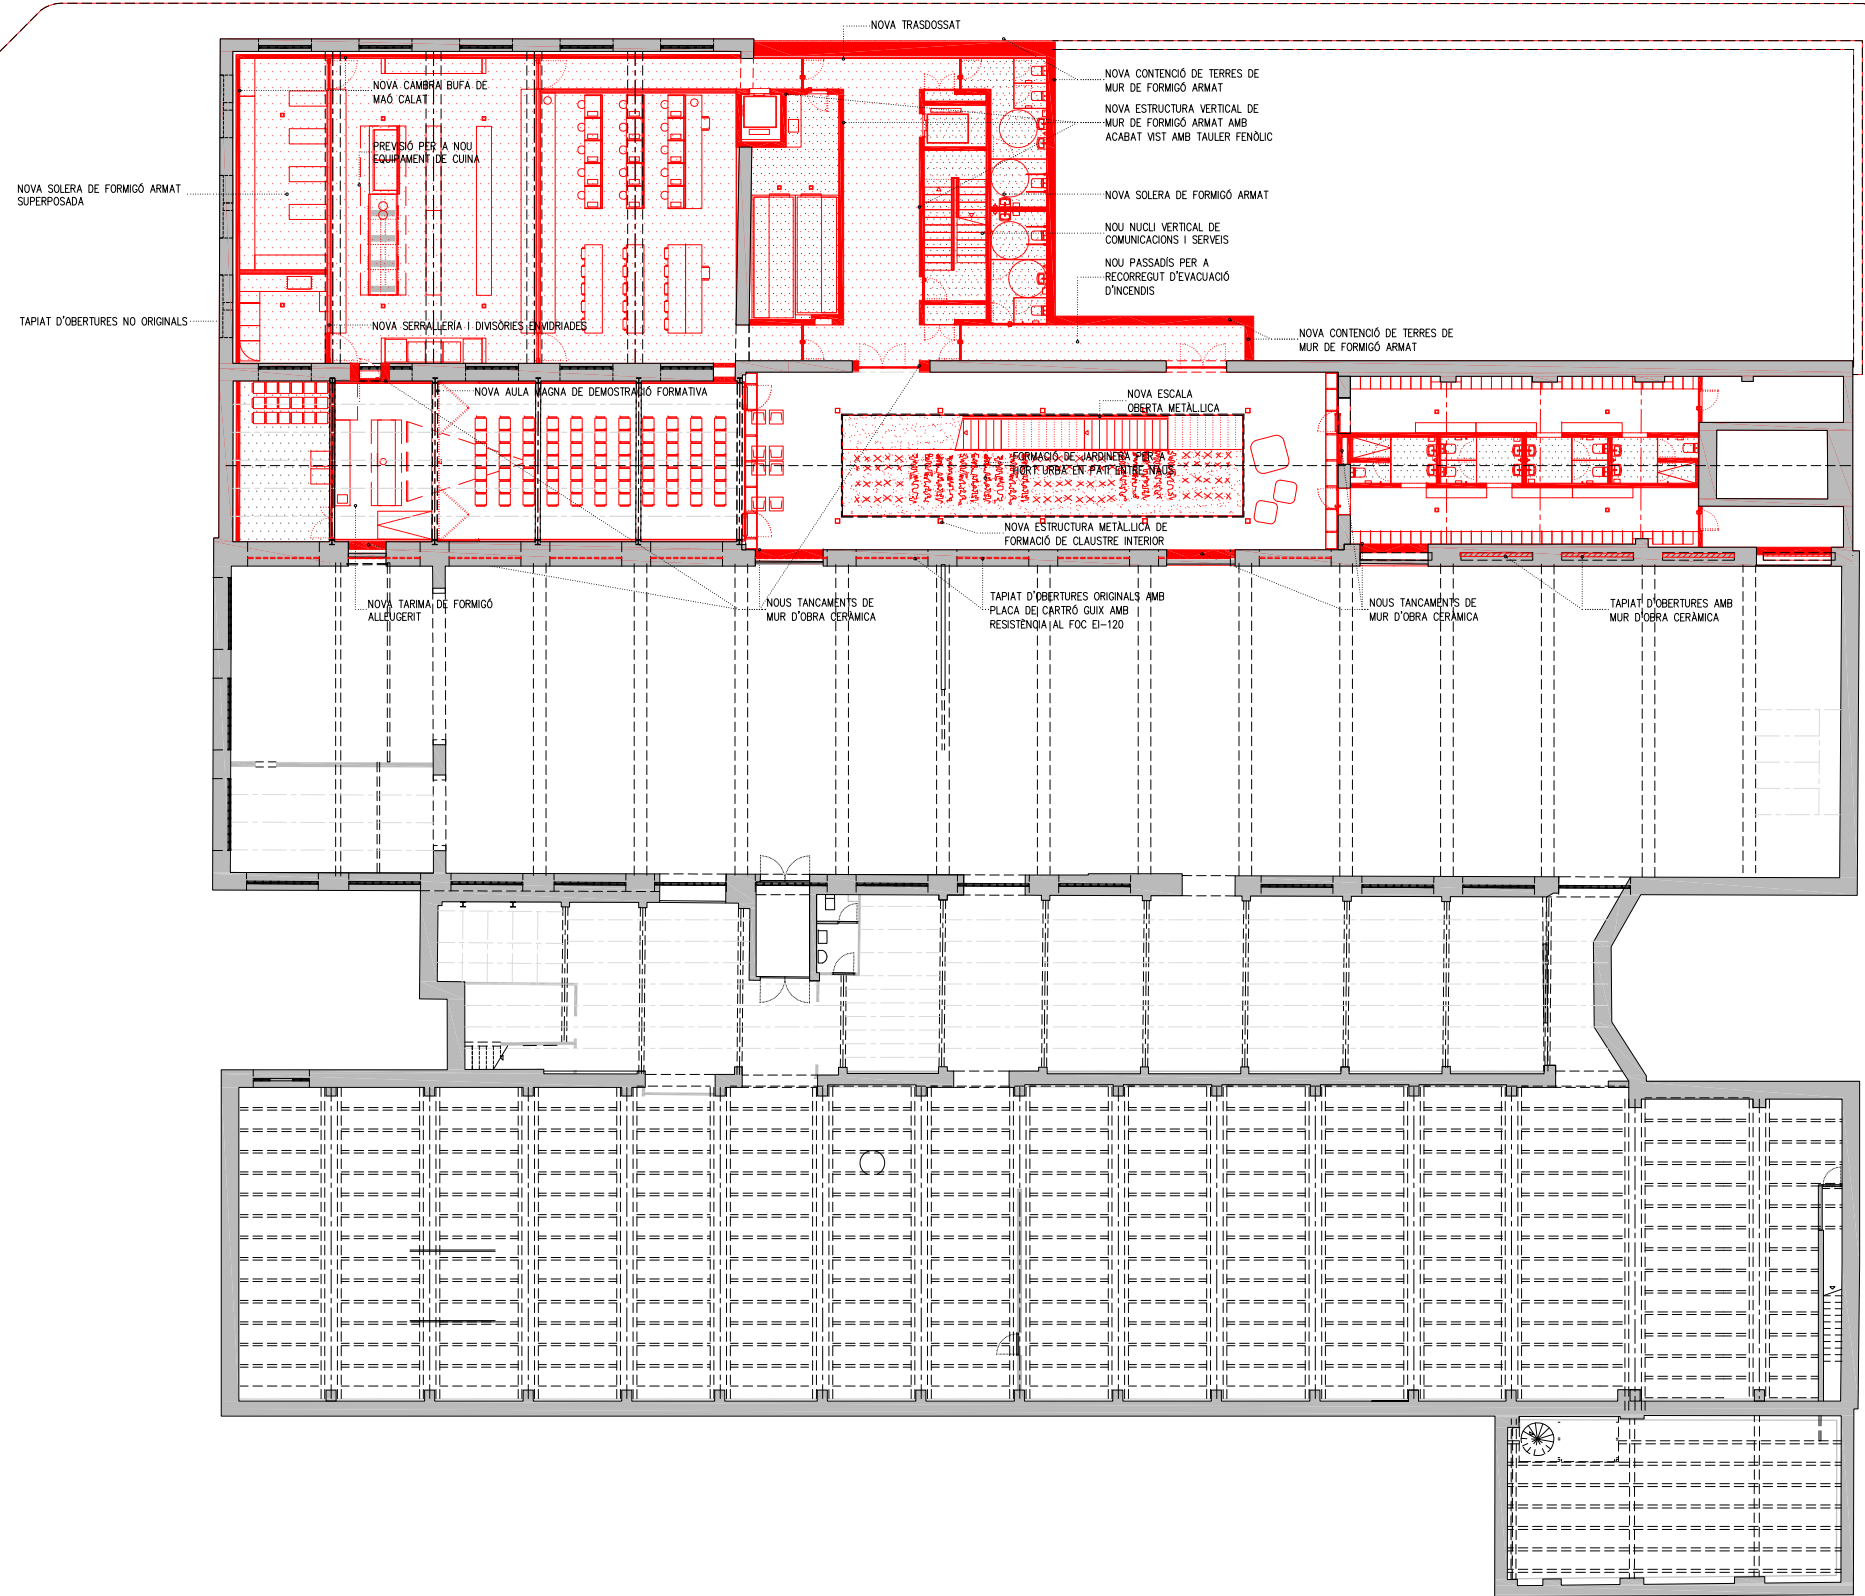 NOVA TRASDOSSAT
NOVA CAMBRA BUFA DE
MAÓ CALAT
NOVA CONTENCIÓ DE TERRES DE
MUR DE FORMIGÓ ARMAT
NOVA ESTRUCTURA VERTICAL DE
MUR DE FORMIGÓ ARMAT AMB
ACABAT VIST AMB TAULER FENÒLIC
PREVISIÓ PER A NOU
EQUIPAMENT DE CUINA
NOVA SOLERA DE FORMIGÓ ARMAT
SUPERPOSADA
NOVA SOLERA DE FORMIGÓ ARMAT
NOU NUCLI VERTICAL DE
COMUNICACIONS I SERVEIS
NOU PASSADÍS PER A
RECORREGUT D'EVACUACIÓ
D'INCENDIS
TAPIAT D'OBERTURES NO ORIGINALS
NOVA SERRALLERÍA I DIVISÒRIES ENVIDRIADES
NOVA CONTENCIÓ DE TERRES DE
MUR DE FORMIGÓ ARMAT
NOVA AULA MAGNA DE DEMOSTRACIÓ FORMATIVA
NOVA ESCALA
OBERTA METÀL.LICA
FORMACIÓ DE JARDINERA PER A
HORT URBÀ EN PATI ENTRE NAUS
NOVA ESTRUCTURA METÀL.LICA DE
FORMACIÓ DE CLAUSTRE INTERIOR
NOVA TARIMA DE FORMIGÓ
ALLEUGERIT
NOUS TANCAMENTS DE
MUR D'OBRA CERÀMICA
TAPIAT D'OBERTURES ORIGINALS AMB
PLACA DE CARTRÓ GUIX AMB
RESISTÈNCIA AL FOC EI-120
NOUS TANCAMENTS DE
MUR D'OBRA CERÀMICA
TAPIAT D'OBERTURES AMB
MUR D'OBRA CERÀMICA